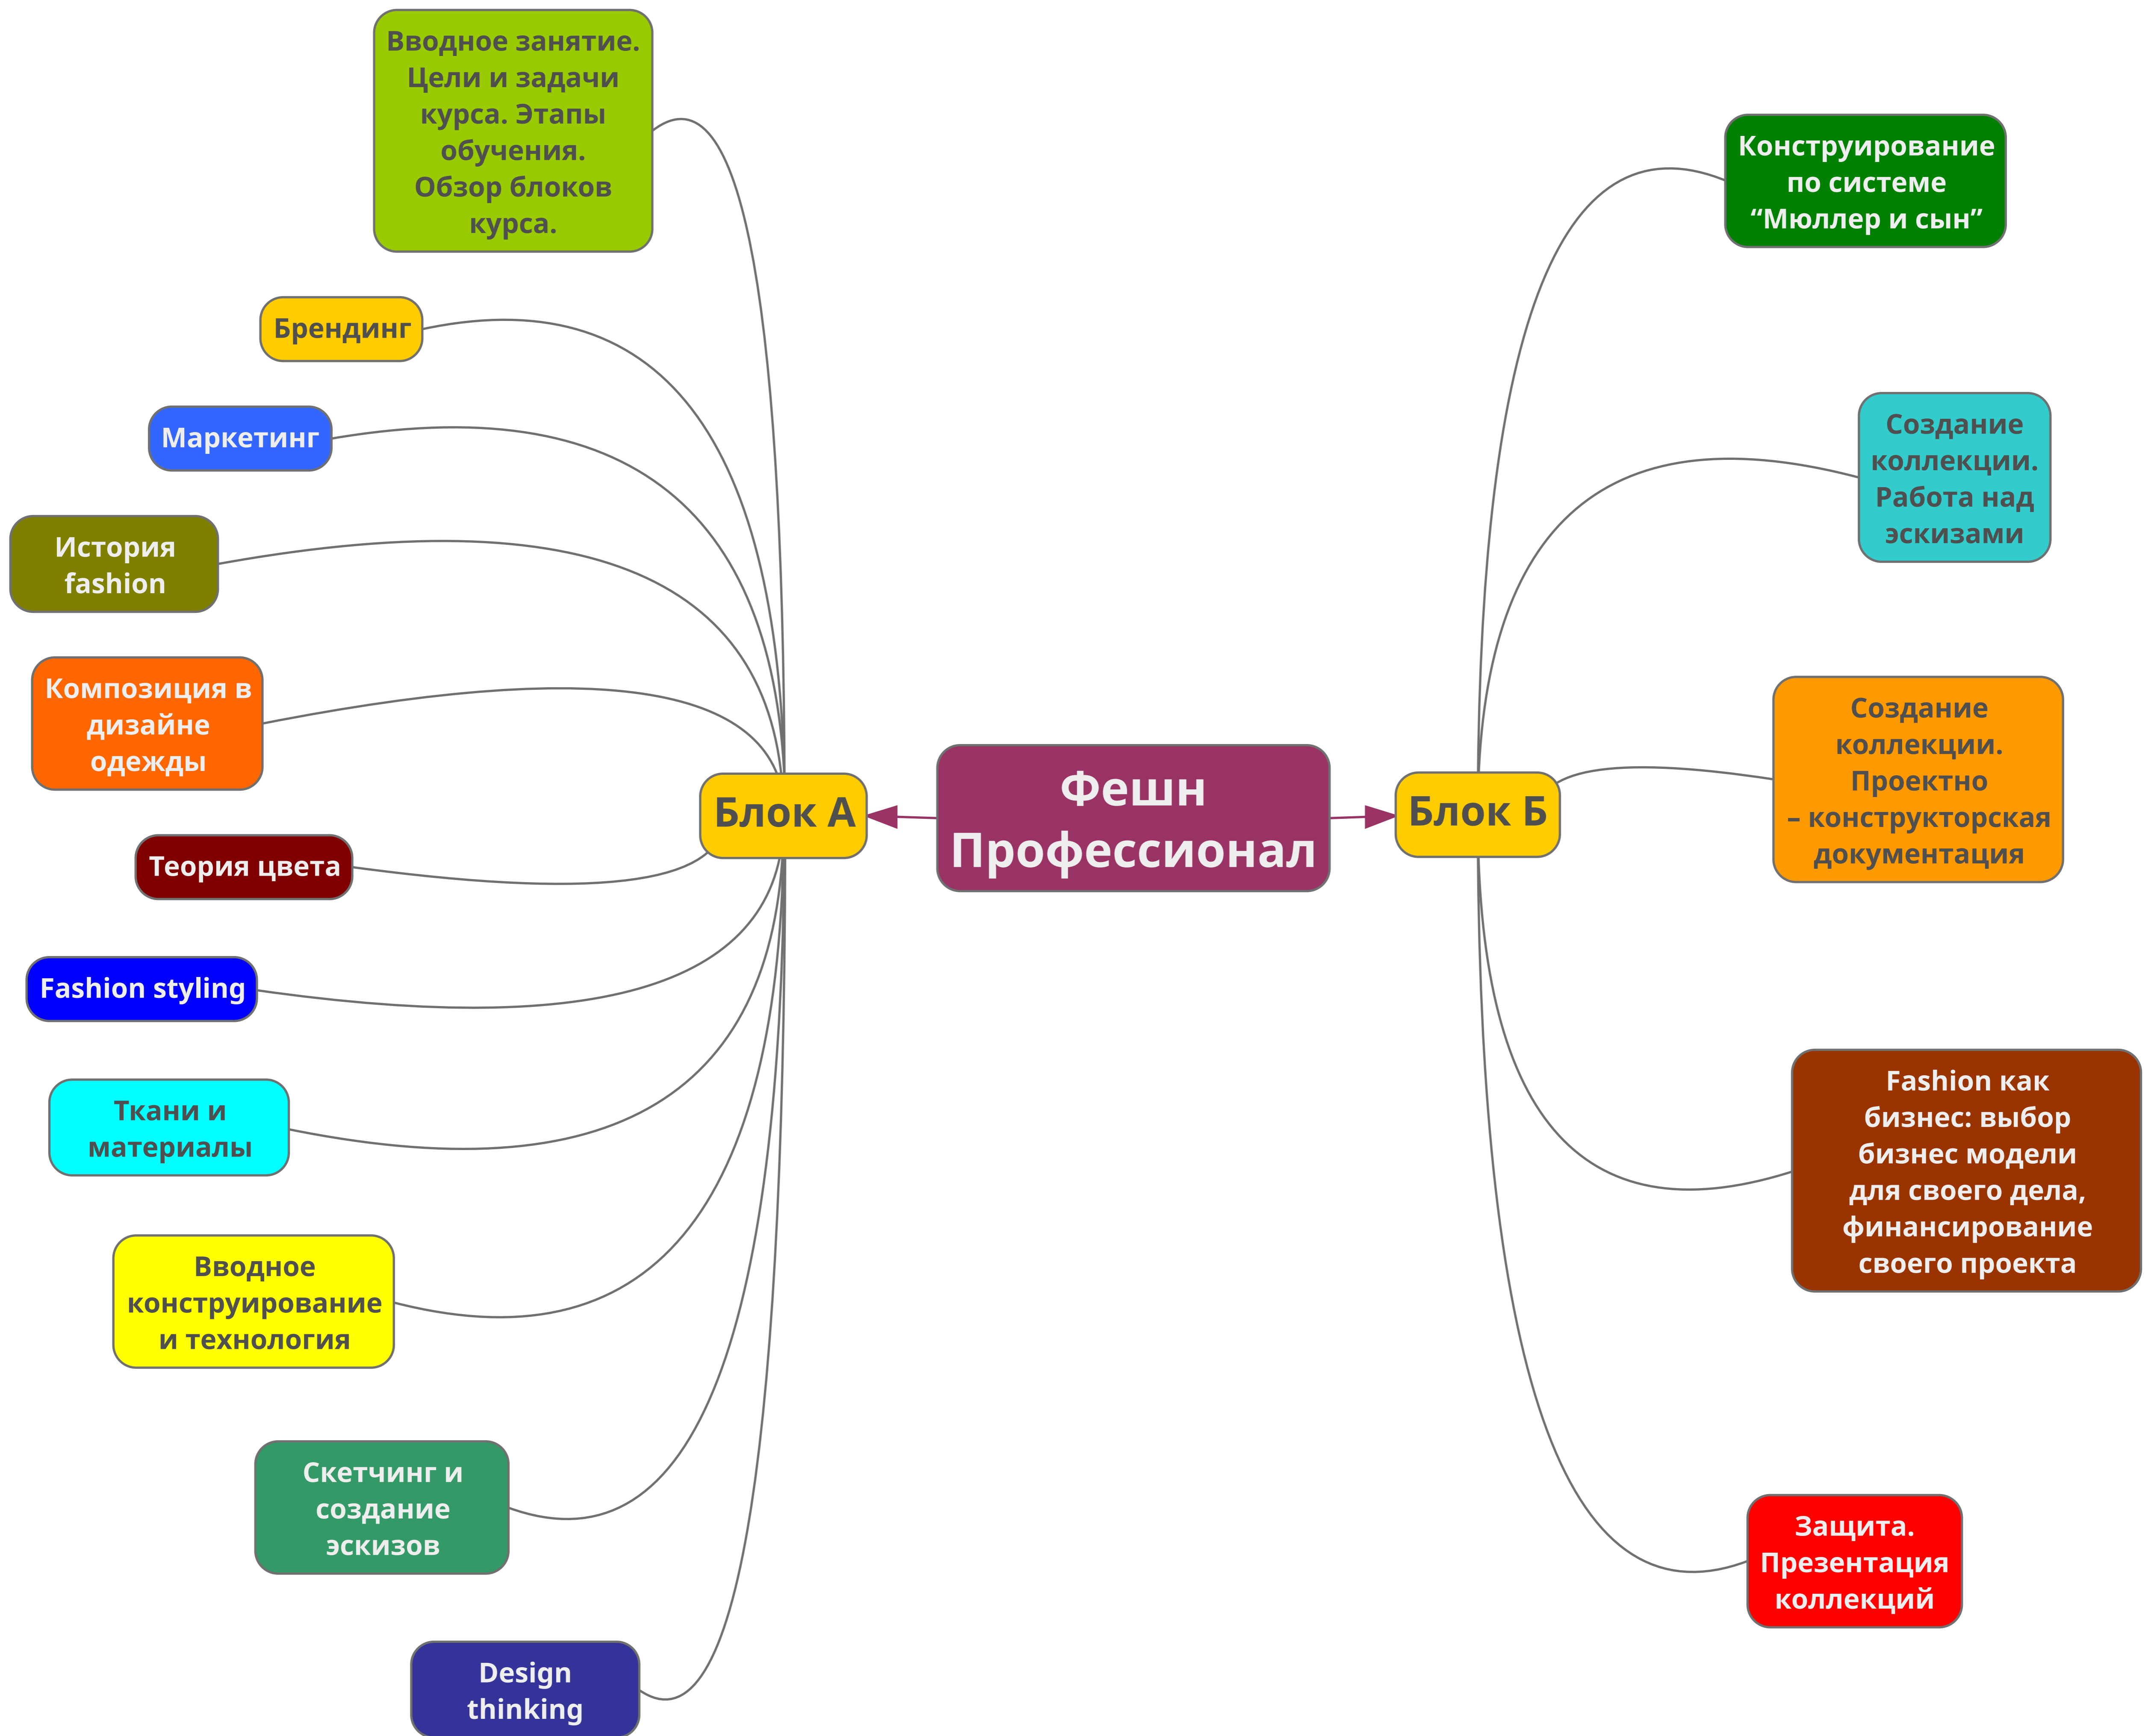 Вводное занятие.
Цели и задачи
курса. Этапы
обучения.
Обзор блоков
курса.
Брендинг
Маркетинг
История
fashion
Композиция в
дизайне
одежды
Теория цвета
Fashion styling
Ткани и
материалы
Вводное
конструирование
и технология
Скетчинг и
создание
эскизов
Design
thinking
Блок А
Фешн
Профессионал
Блок Б
Конструирование
по системе
“Мюллер и сын”
Создание
коллекции.
Работа над
эскизами
Создание
коллекции.
Проектно
– конструкторская
документация
Fashion как
бизнес: выбор
бизнес модели
для своего дела,
финансирование
своего проекта
Защита.
Презентация
коллекций